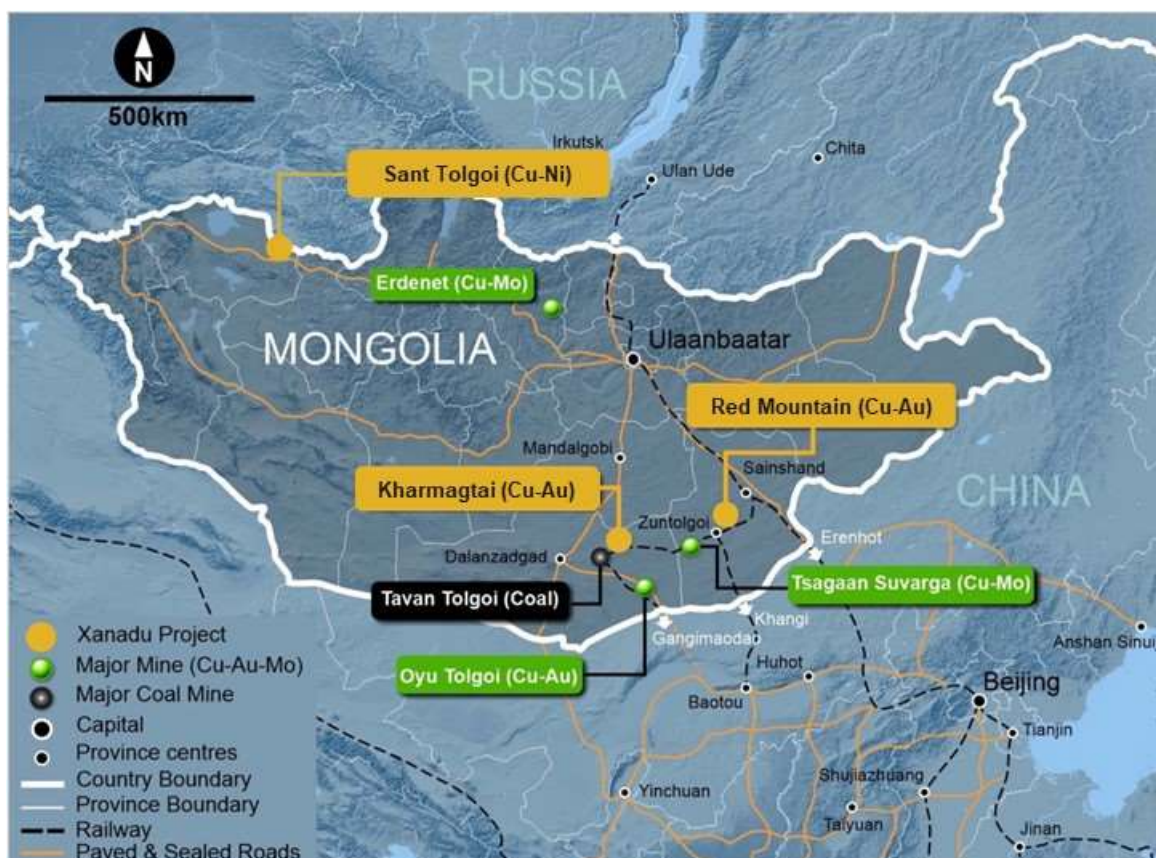 N
500km
RUSSIA
Irkutsk
Chita
Ulan Ude
Sant Tolgoi (Cu-Ni)
Erdenet (Cu-Mo)
MONGOLIA
Ulaanbaatar
Red Mountain (Cu-Au)
Mandalgobi
Sainshand
Kharmagtai (Cu-Au)
CHINA
Zuntolgoi
Erenhot
Dalanzadgad
Tsagaan Suvarga (Cu-Mo)
Tavan Tolgoi (Coal)
Khangi
Gangimaodao
Anshan Sinuij
Oyu Tolgoi (Cu-Au)
Huhot
Baotou
Beijing
Tianjin
Shujiazhuang
Yinchuan
Taiyuan
Jinan
Xanadu Project
Major Mine (Cu-Au-Mo)
Major Coal Mine
Capital
Province centres
Country Boundary
Province Boundary
Railway
Paved & Sealed Roads